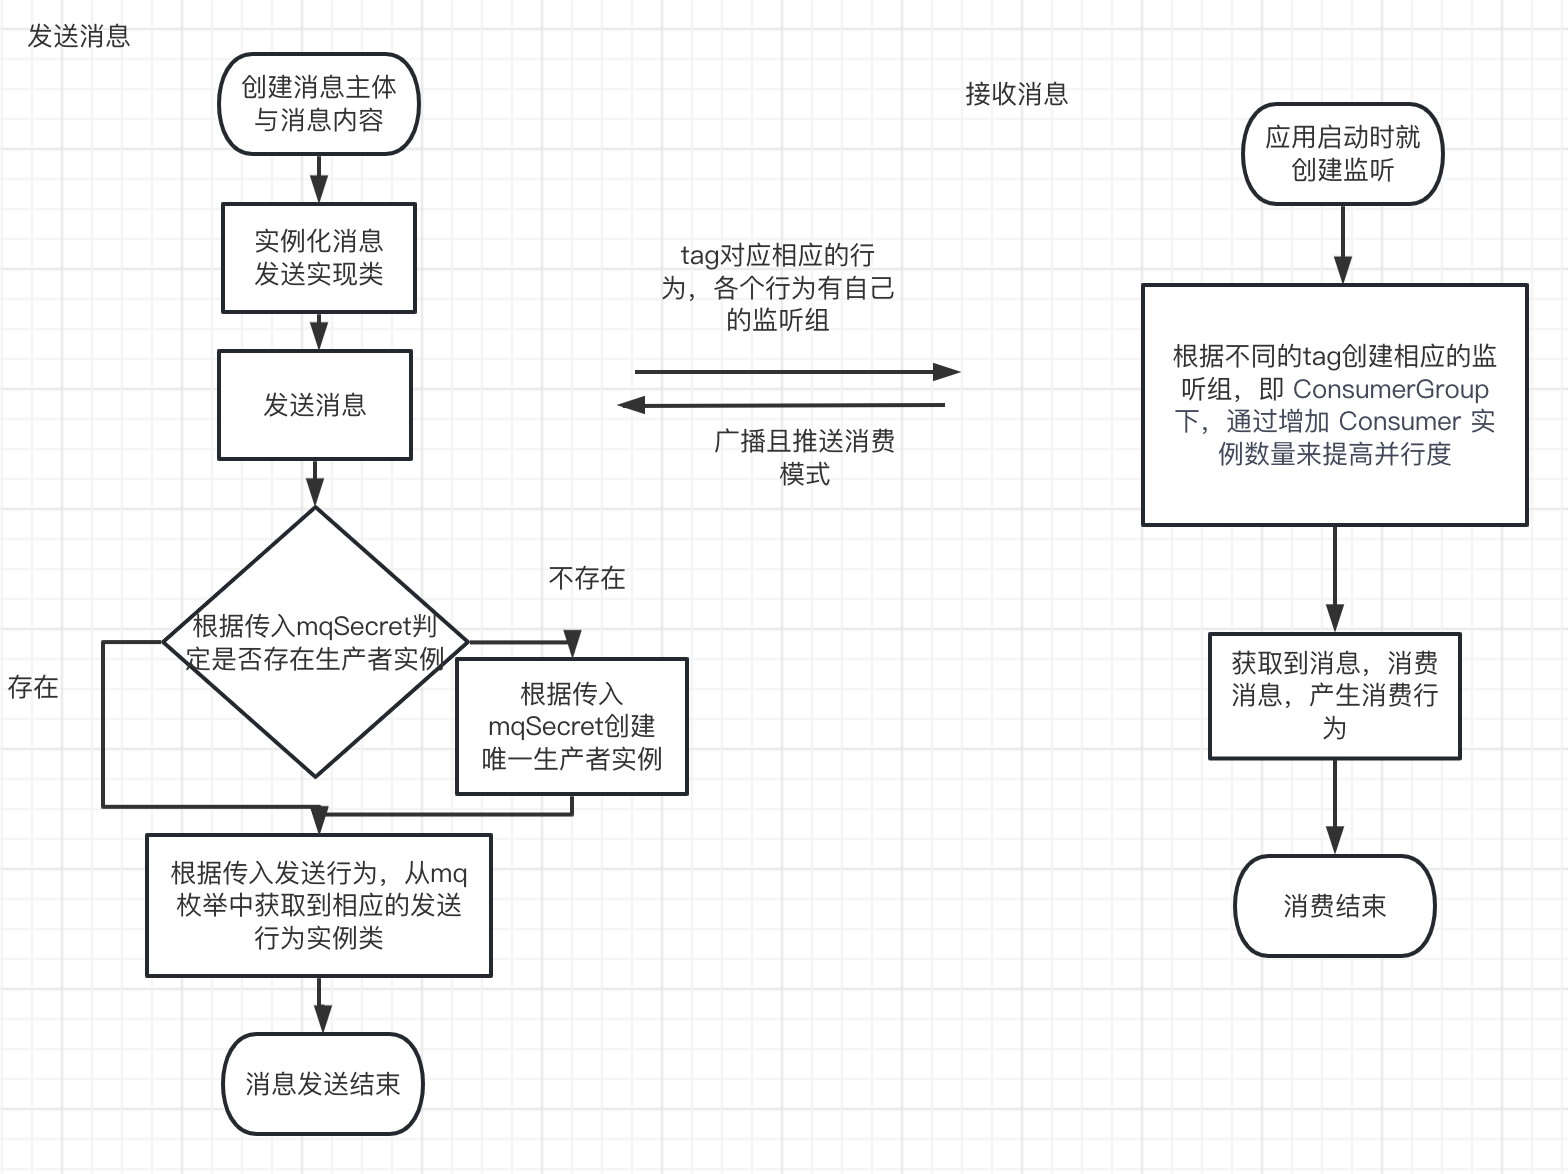 发送消息
创建消息主体
与消息内容
实例化消息
发送实现类
发送消息
根据传入mqSecret判
定是否存在生产者实例
存在
不存在
根据传入
mqSecret创建
唯一生产者实例
根据传入发送行为，从mq
枚举中获取到相应的发送
行为实例类
消息发送结束
tag对应相应的行
为，各个行为有自己
的监听组
广播且推送消费
模式
接收消息
应用启动时就
创建监听
根据不同的tag创建相应的监
听组，即 ConsumerGroup
下，通过增加 Consumer 实
例数量来提高并行度
获取到消息，消费
消息，产生消费行
为
消费结束